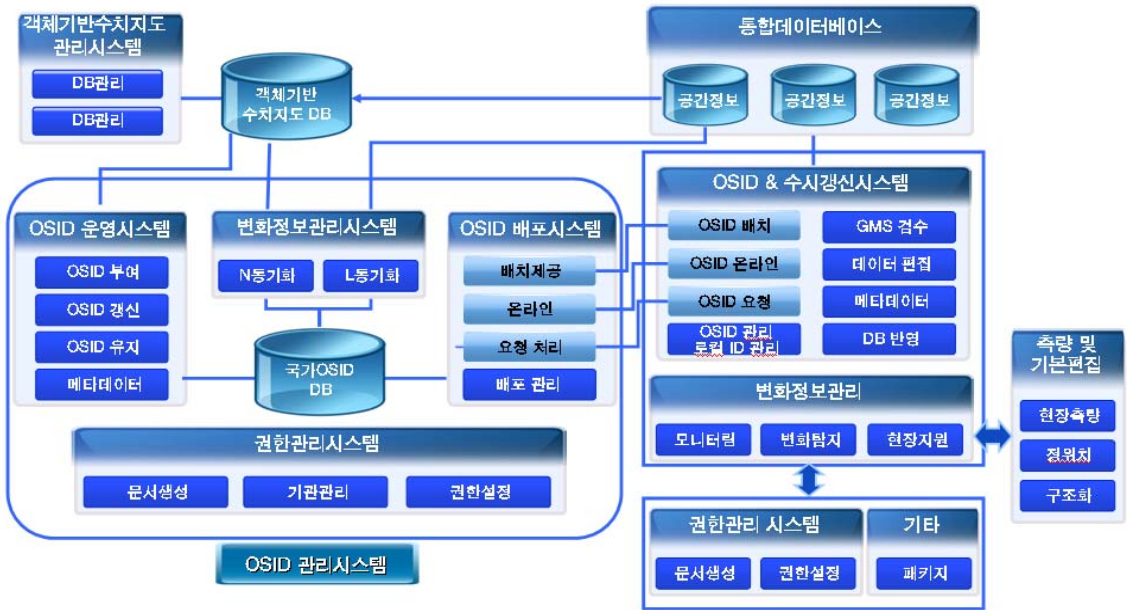 객체기반수치지도
관리시스템
DB관리
DB관리
객체기반
수치지도 DB
통합데이터베이스
공간정보
공간정보
공간정보
OSID 운영시스템
OSID 부여
OSID 갱신
OSID 유지
메타데이터
변화정보관리시스템
N동기화
L동기화
국가OSID
DB
OSID 배포시스템
배치제공
온라인
요청 처리
배포 관리
권한관리시스템
문서생성
기관관리
권한설정
OSID 관리시스템
OSID & 수시갱신시스템
OSID 배치
OSID 온라인
OSID 요청
OSID 관리
로컬 ID 관리
GMS 검수
데이터 편집
메타데이터
DB 반영
변화정보관리
모니터링
변화탐지
현장지원
측량 및
기본편집
현장측량
정위치
구조화
권한관리 시스템
문서생성
권한설정
기타
패키지